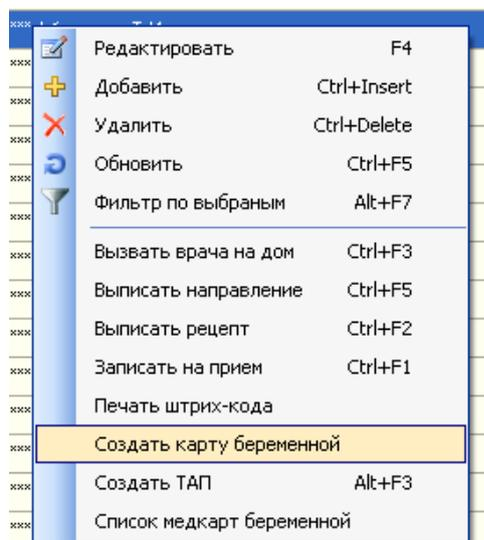 Редактировать F4
Добавить Ctrl+Insert
Удалить Ctrl+Delete
Обновить Ctrl+F5
Фильтр по выбраным Alt+F7
Вызвать врача на дом Ctrl+F3
Выписать направление Ctrl+F5
Выписать рецепт Ctrl+F2
Записать на прием Ctrl+F1
Печать штрих-кода
Создать карту беременной
Создать ТАП Alt+F3
Список медкарт беременной